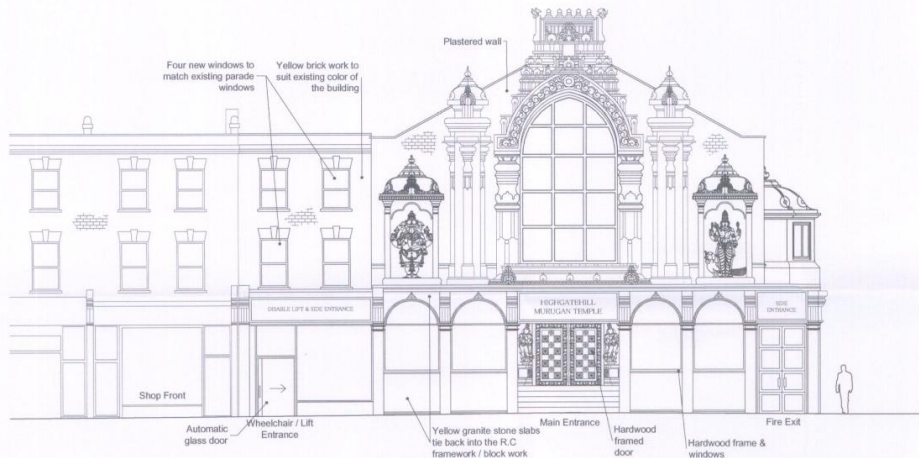 Plastered wall
Four new windows to
match existing parade
windows
Yellow brick work to
suit existing color of
the building
DISABLE LIFT & SIDE ENTRANCE
HIGHGATEHILL
MURUGAN TEMPLE
SIDE
ENTRANCE
Shop Front
Automatic
glass door
Wheelchair / Lift
Entrance
Yellow granite stone slabs
tie back into the R.C
framework / block work
Main Entrance
Hardwood
framed
door
Hardwood frame &
windows
Fire Exit